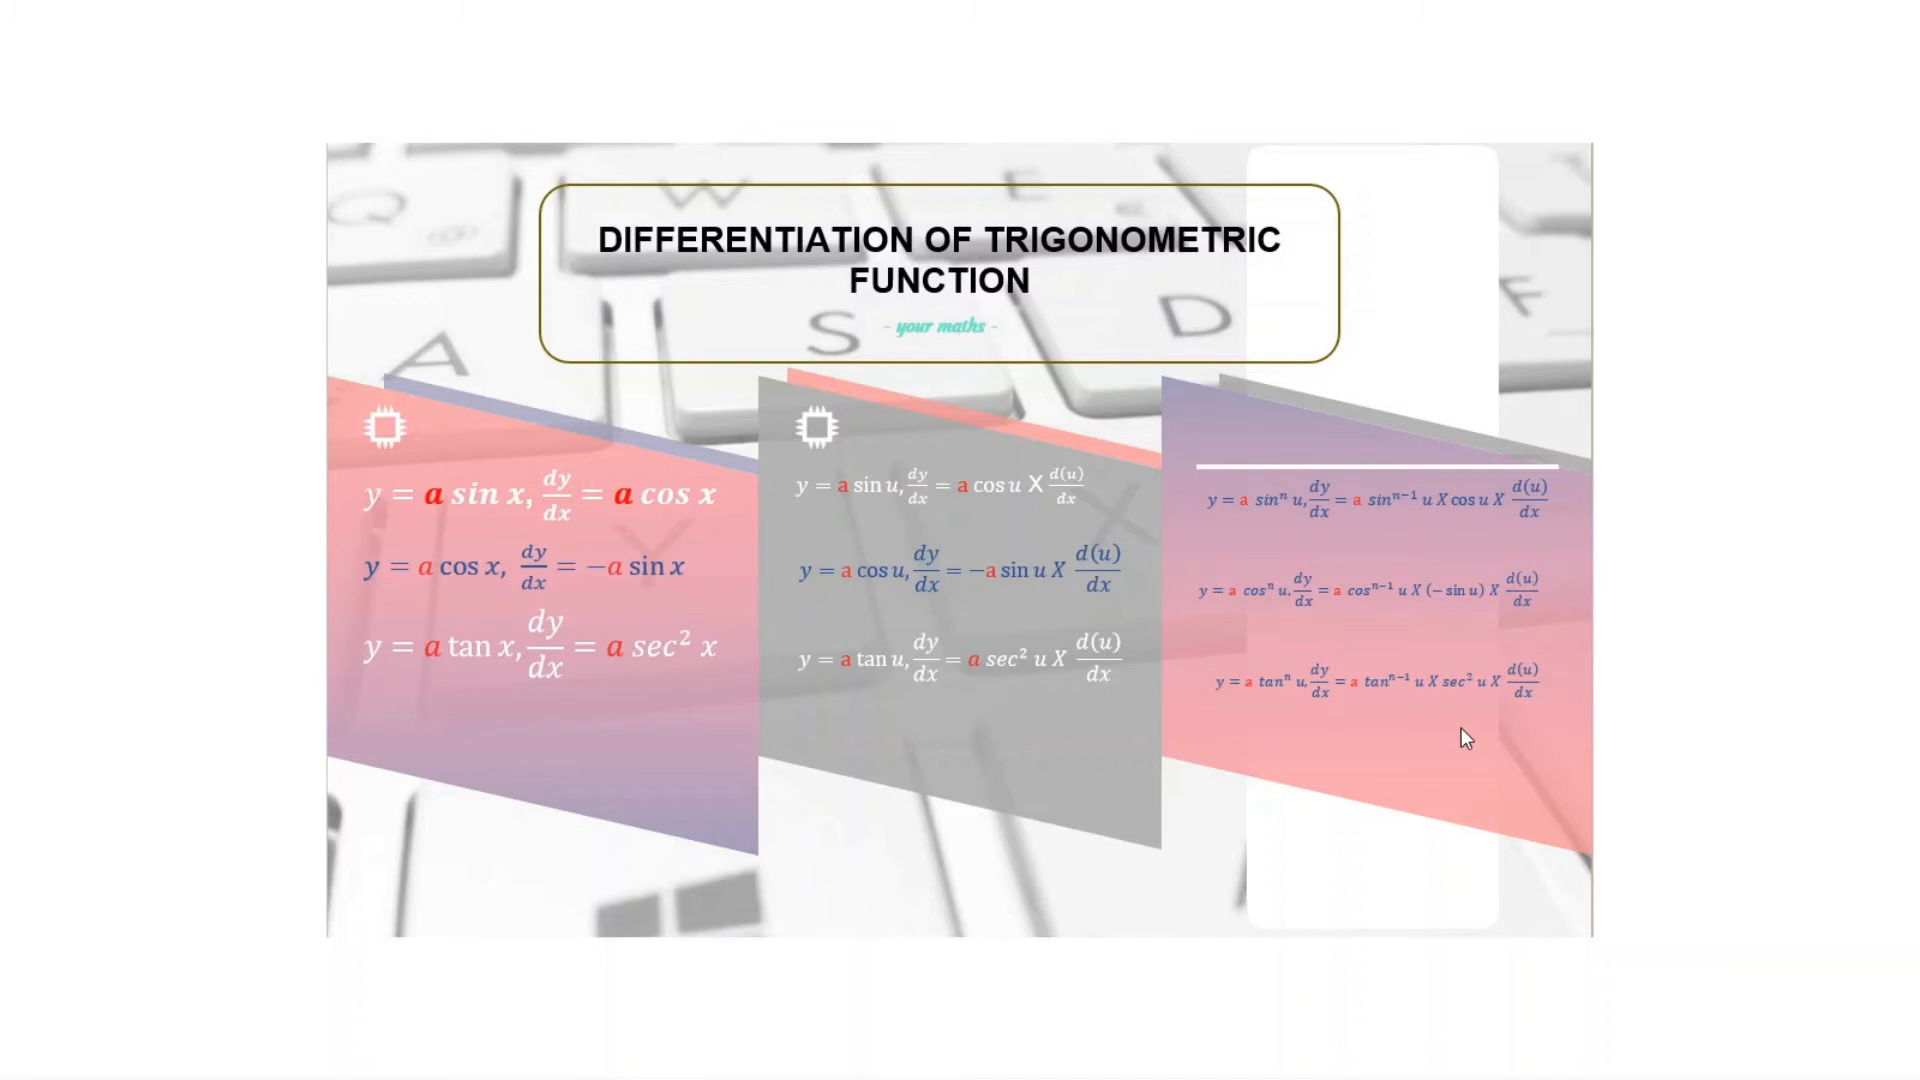 DIFFERENTIATION OF TRIGONOMETRIC
FUNCTION
- your maths -
y = a sin x, dy/dx = a cos x
y = a cos x, dy/dx = −a sin x
y = a tan x, dy/dx = a sec² x
y = a sin u, dy/dx = a cos u X d(u)/dx
y = a cos u, dy/dx = −a sin u X d(u)/dx
y = a tan u, dy/dx = a sec² u X d(u)/dx
y = a sinⁿ u, dy/dx = a sinⁿ⁻¹ u X cos u X d(u)/dx
y = a cosⁿ u, dy/dx = a cosⁿ⁻¹ u X (− sin u) X d(u)/dx
y = a tanⁿ u, dy/dx = a tanⁿ⁻¹ u X sec² u X d(u)/dx
Q W E
A S D F
X